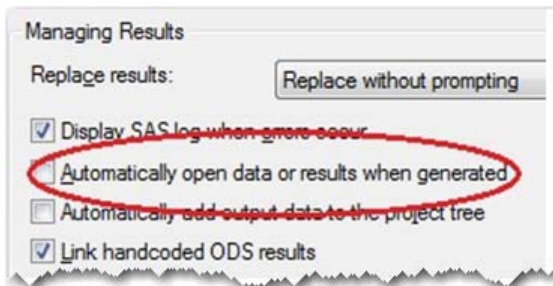 Managing Results
Replace results:
Replace without prompting
Display SAS log when errors occur
Automatically open data or results when generated
Automatically add output data to the project tree
Link handcoded ODS results